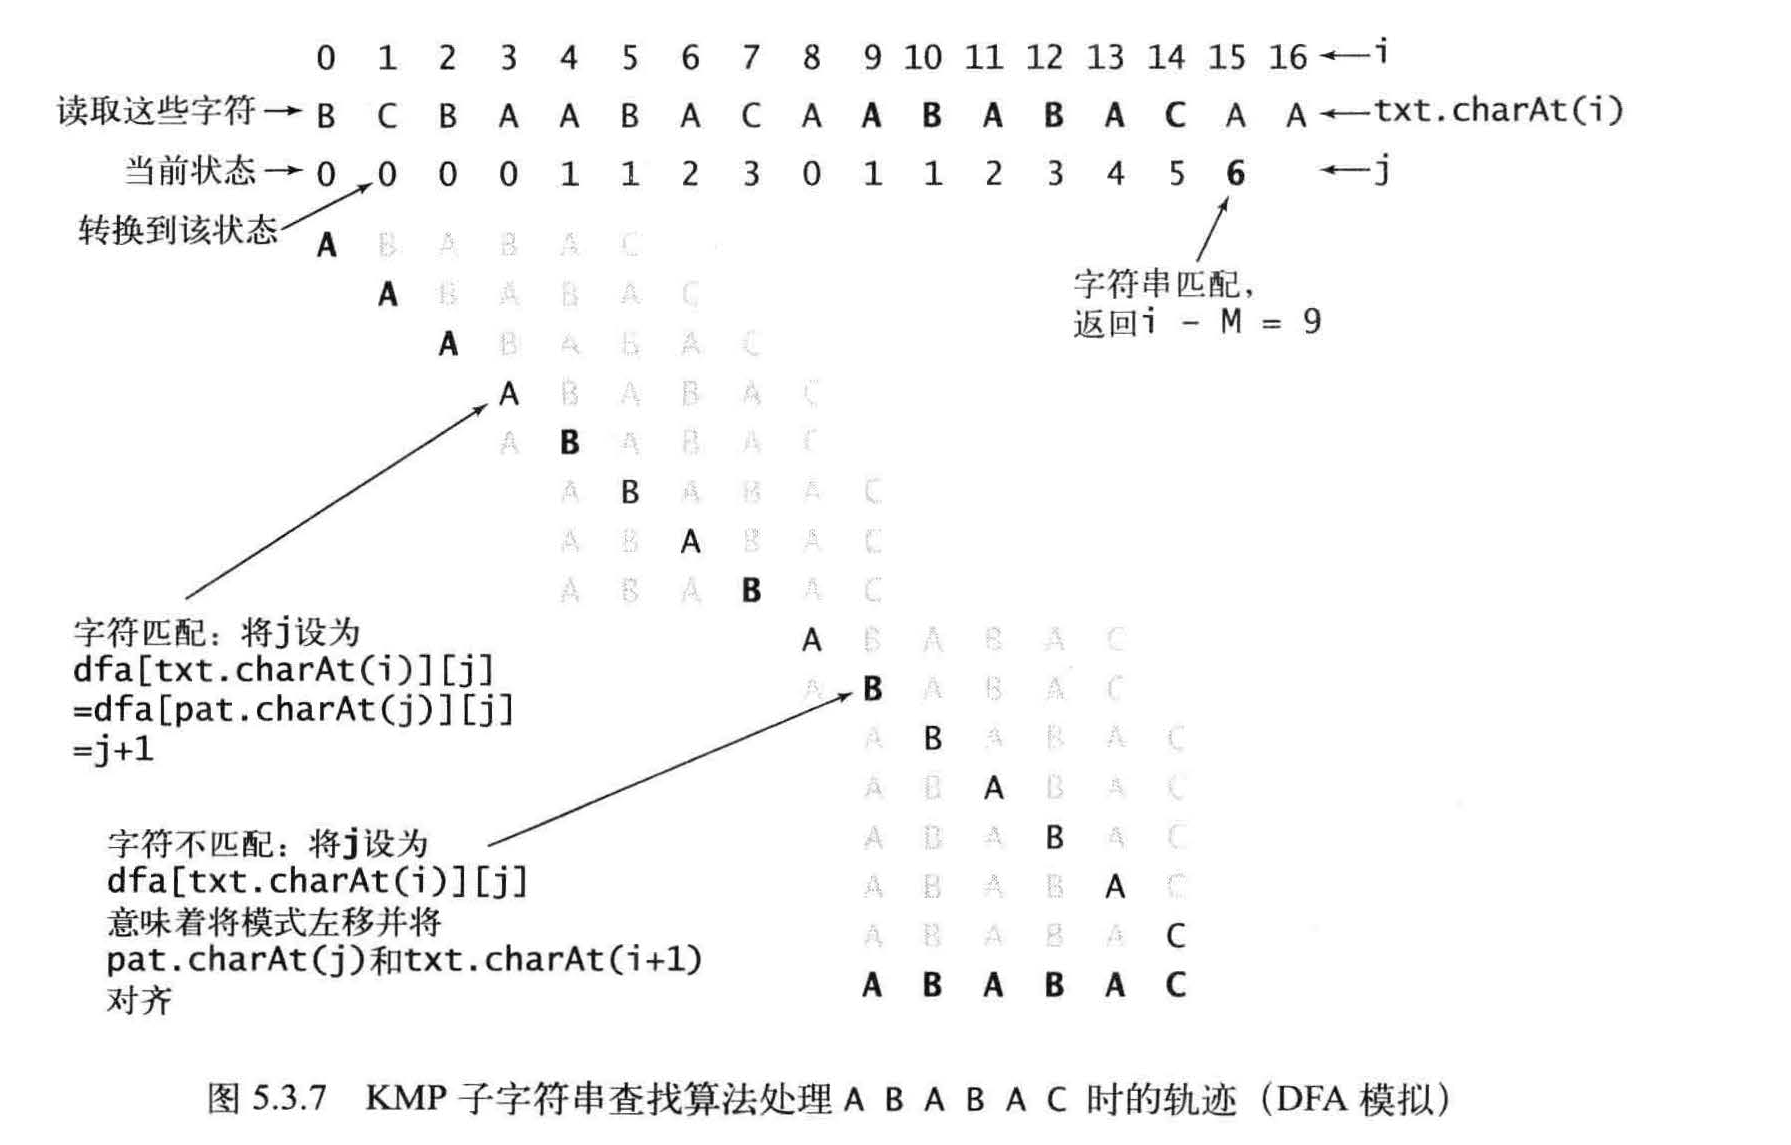 0 1 2 3 4 5 6 7 8 9 10 11 12 13 14 15 16 ←i
读取这些字符→ B C B A A B A C A A B A B A C A A ←txt.charAt(i)
当前状态→ 0 0 0 0 1 1 2 3 0 1 1 2 3 4 5 6 ←j
转换到该状态
A B A B A C
字符串匹配,
A B A B A C
返回i - M = 9
A B A B A C
A B A B A C
A B A B A C
A B A B A C
A B A B A C
A B A B A C
字符匹配：将j设为
dfa[txt.charAt(i)][j]
=dfa[pat.charAt(j)][j]
=j+1
A B A B A C
A B A B A C
A B A B A C
A B A B A C
A B A B A C
A B A B A C
A B A B A C
A B A B A C
字符不匹配：将j设为
dfa[txt.charAt(i)][j]
意味着将模式左移并将
pat.charAt(j)和txt.charAt(i+1)
对齐
图 5.3.7 KMP 子字符串查找算法处理 A B A B A C 时的轨迹（DFA 模拟）